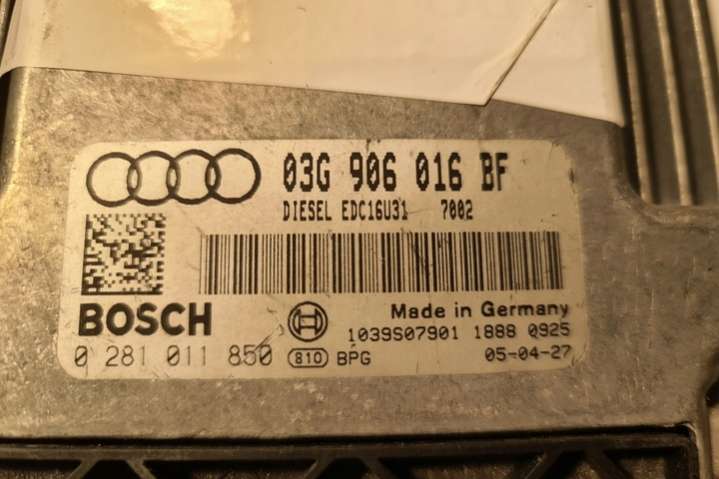 03G 906 016 BF
DIESEL EDC16U31 7002
BOSCH
Made in Germany
1039S07901 1888 0925
0 281 011 850 810 BPG
05-04-27